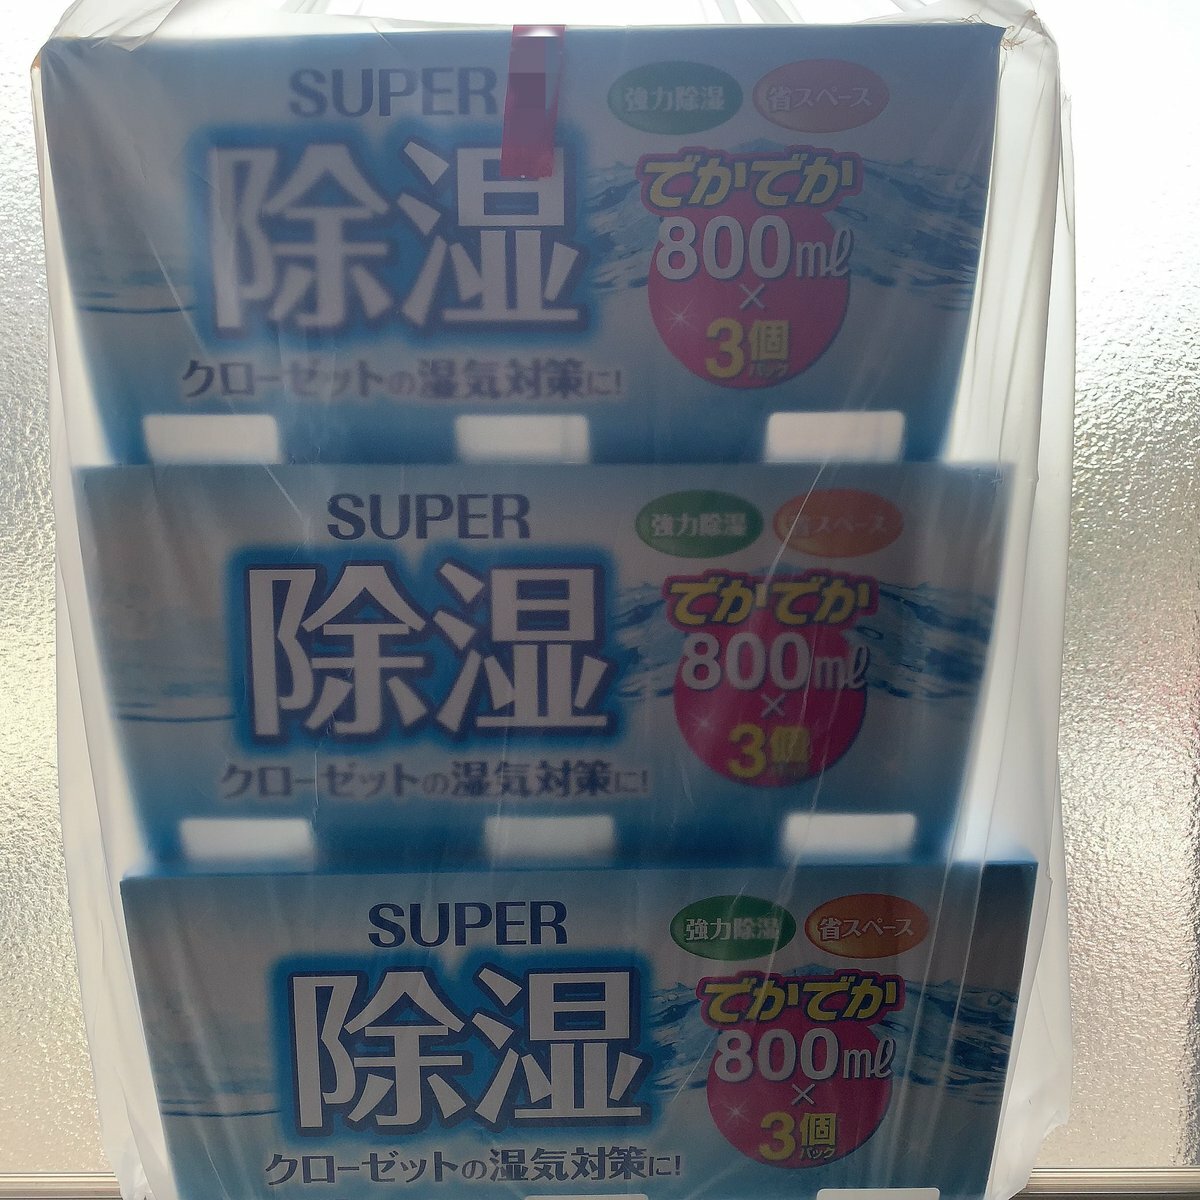 SUPER
除湿
クローゼットの湿気対策に!
強力除湿
省スペース
でかでか
800ml
×
3個
パック
SUPER
除湿
クローゼットの湿気対策に!
強力除湿
省スペース
でかでか
800ml
×
3個
SUPER
除湿
クローゼットの湿気対策に!
強力除湿
省スペース
でかでか
800ml
×
3個
パック